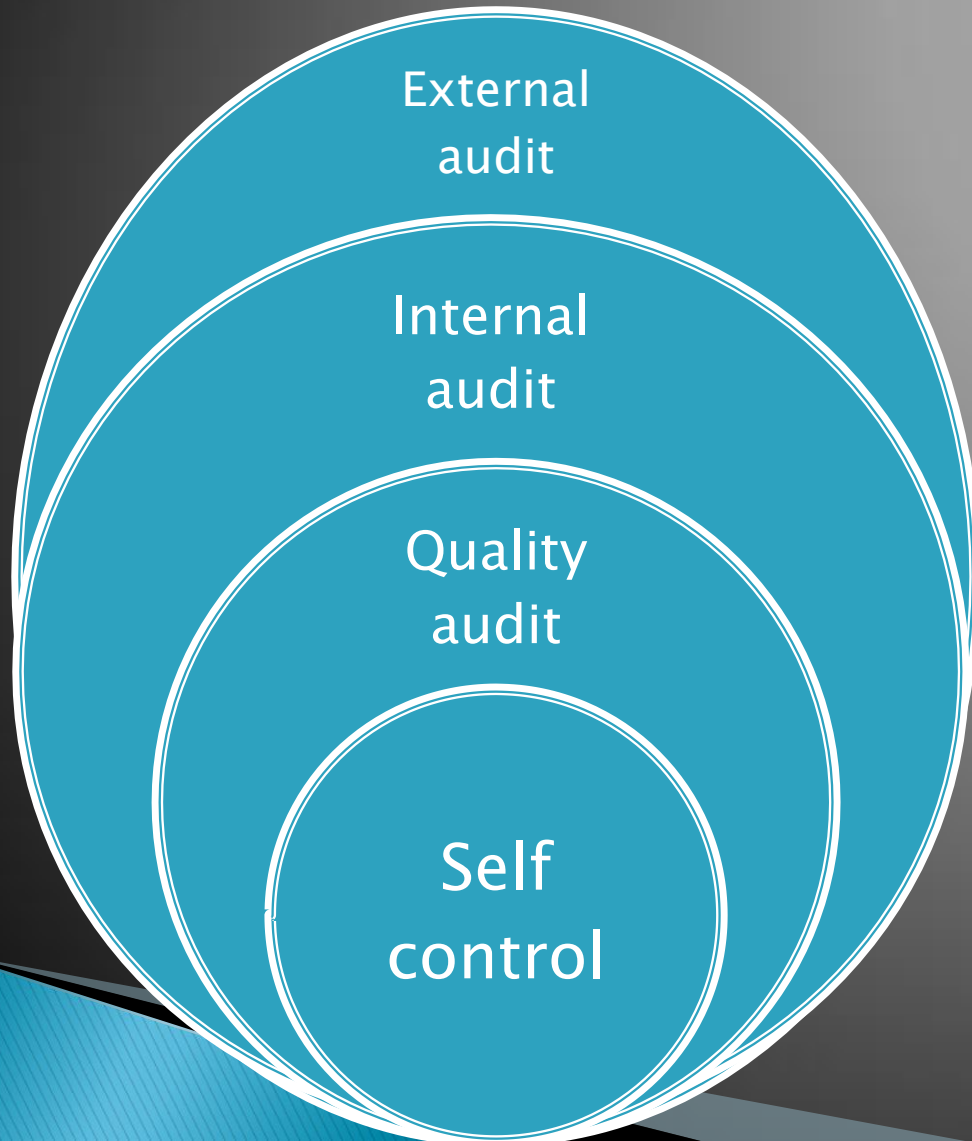 External
audit
Internal
audit
Quality
audit
Self
control